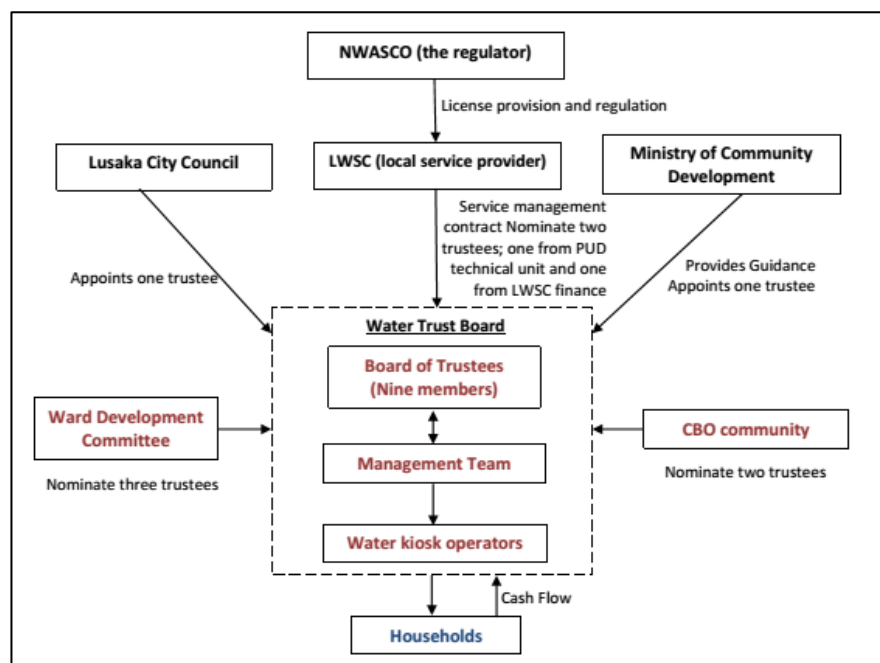 NWASCO (the regulator)
License provision and regulation
Lusaka City Council
LWSC (local service provider)
Ministry of Community
Development
Service management
contract Nominate two
trustees; one from PUD
technical unit and one
from LWSC finance
Appoints one trustee
Provides Guidance
Appoints one trustee
Water Trust Board
Board of Trustees
(Nine members)
Ward Development
Committee
CBO community
Management Team
Nominate three trustees
Nominate two trustees
Water kiosk operators
Cash Flow
Households